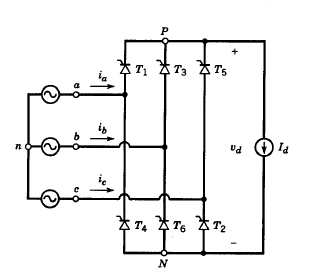 P
+
T1 T3 T5
a ia
n b ib
vd Id
c ic
T4 T6 T2
−
N